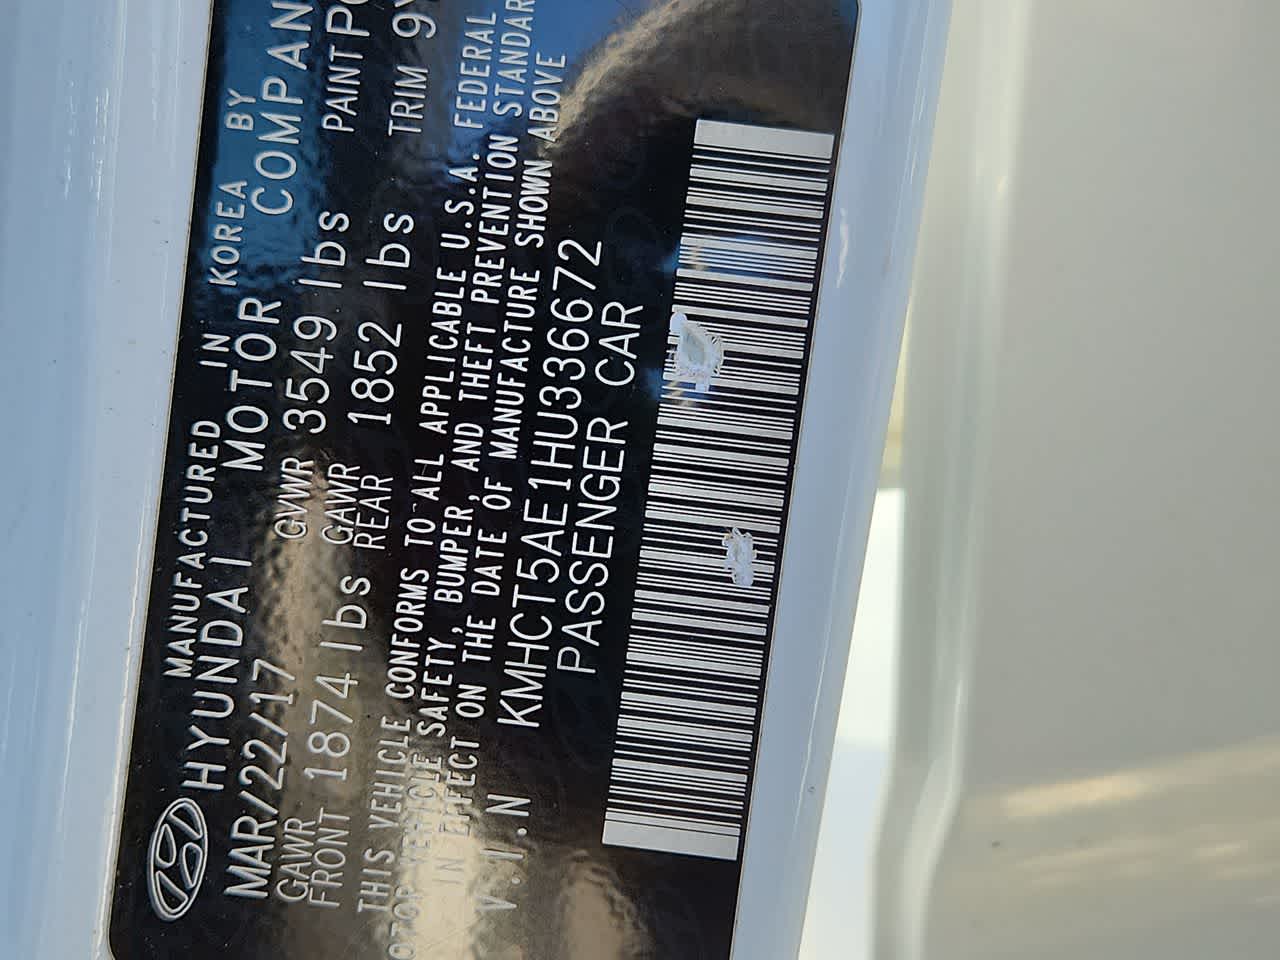 MANUFACTURED IN KOREA BY
HYUNDAI MOTOR COMPAN
MAR/22/17 GVWR 3549 lbs PAINT
GAWR FRONT 1874 lbs GAWR REAR 1852 lbs TRIM
THIS VEHICLE CONFORMS TO ALL APPLICABLE U.S.A. FEDERAL
OTOR VEHICLE SAFETY, BUMPER, AND THEFT PREVENTION STANDAR
IN EFFECT ON THE DATE OF MANUFACTURE SHOWN ABOVE
V.I.N KMHCT5AE1HU336672
PASSENGER CAR